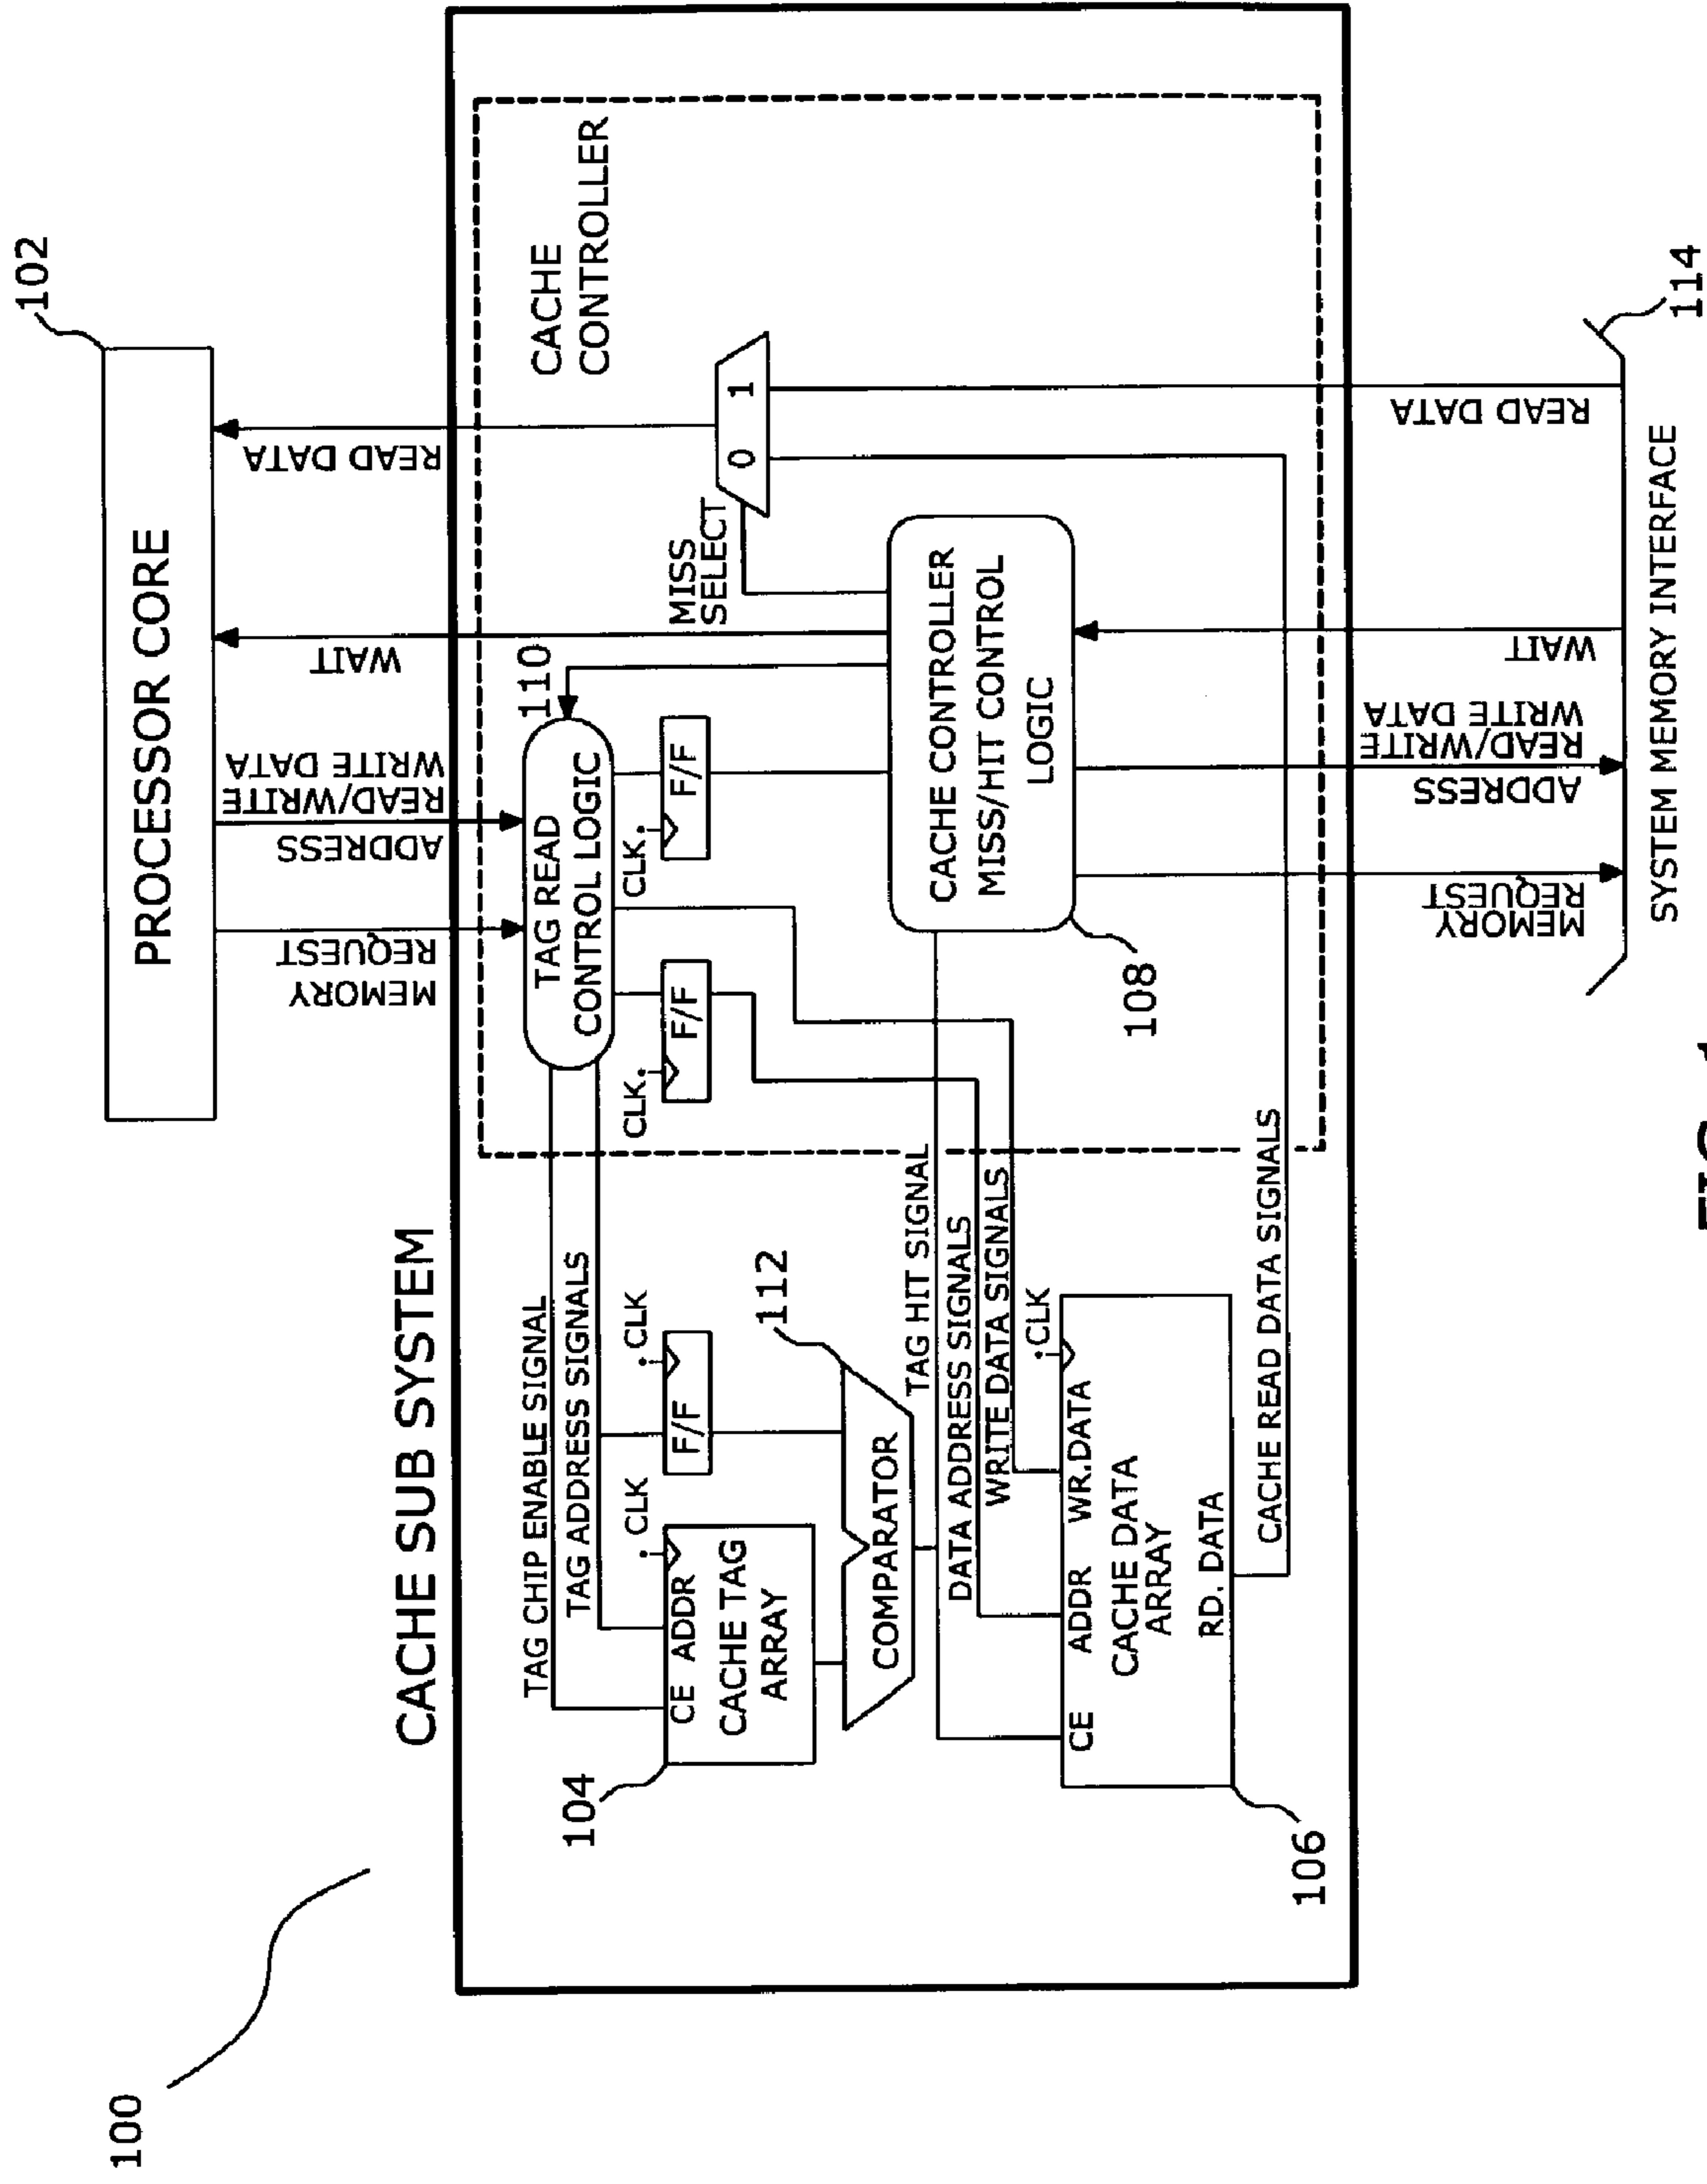 100
102
PROCESSOR CORE
MEMORY
REQUEST
ADDRESS
READ/WRITE
WRITE DATA
WAIT
READ DATA
CACHE SUB SYSTEM
CACHE
CONTROLLER
TAG CHIP ENABLE SIGNAL
TAG ADDRESS SIGNALS
TAG READ
CONTROL LOGIC
110
104
CE ADDR
CLK
CACHE TAG
ARRAY
F/F
CLK
CLK
F/F
CLK
F/F
MISS
SELECT
0 1
112
COMPARATOR
TAG HIT SIGNAL
DATA ADDRESS SIGNALS
WRITE DATA SIGNALS
CACHE CONTROLLER
MISS/HIT CONTROL
LOGIC
108
CE ADDR WR.DATA
CLK
CACHE DATA
ARRAY
RD. DATA
106
CACHE READ DATA SIGNALS
MEMORY
REQUEST
ADDRESS
READ/WRITE
WRITE DATA
WAIT
READ DATA
SYSTEM MEMORY INTERFACE
114